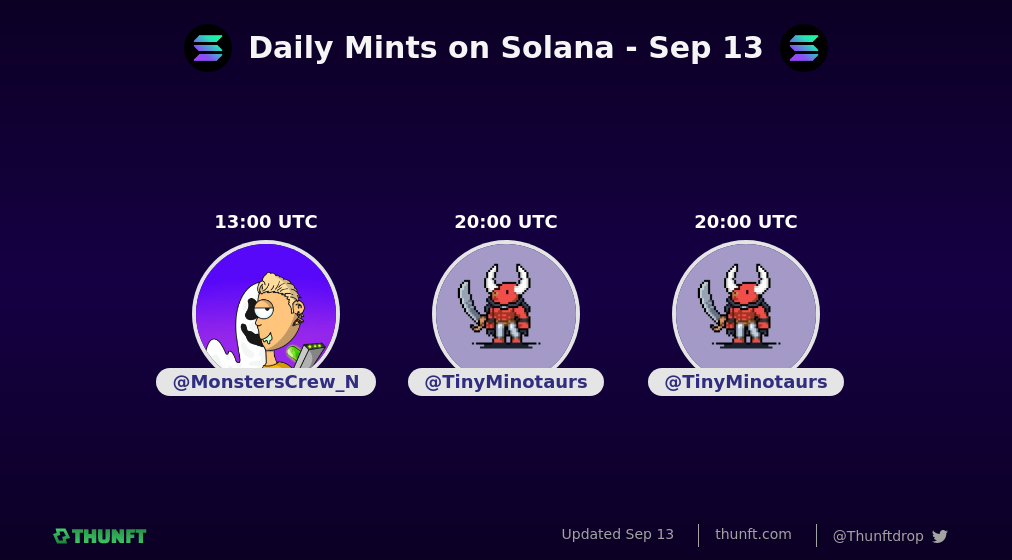 Daily Mints on Solana - Sep 13
13:00 UTC
20:00 UTC
20:00 UTC
@MonstersCrew_N
@TinyMinotaurs
@TinyMinotaurs
THUNFT
Updated Sep 13
thunft.com
@Thunftdrop